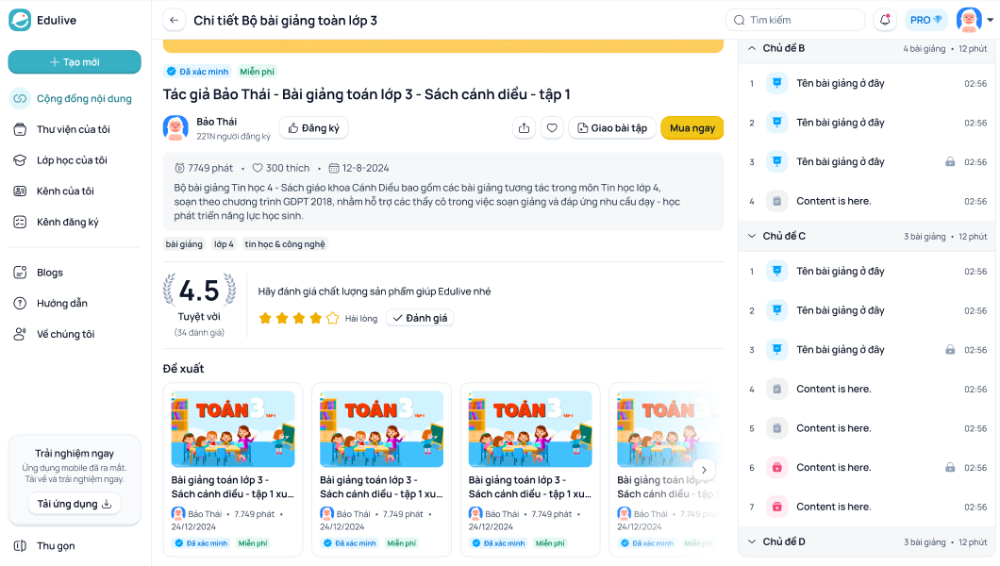 Edulive
Chi tiết Bộ bài giảng toàn lớp 3
Tìm kiếm
PRO
Tạo mới
Cộng đồng nội dung
Thư viện của tôi
Lớp học của tôi
Kênh của tôi
Kênh đăng ký
Blogs
Hướng dẫn
Về chúng tôi
Trải nghiệm ngay
Ứng dụng mobile đã ra mắt.
Tải về và trải nghiệm ngay.
Tải ứng dụng
Thu gọn
Đã xác minh Miễn phí
Tác giả Bảo Thái - Bài giảng toán lớp 3 - Sách cánh diều - tập 1
Bảo Thái
221N người đăng ký
Đăng ký
Giao bài tập
Mua ngay
7749 phát • 300 thích • 12-8-2024
Bộ bài giảng Tin học 4 - Sách giáo khoa Cánh Diều bao gồm các bài giảng tương tác trong môn Tin học lớp 4,
soạn theo chương trình GDPT 2018, nhằm hỗ trợ các thầy cô trong việc soạn giảng và đáp ứng nhu cầu dạy - học
phát triển năng lực học sinh.
bài giảng lớp 4 tin học & công nghệ
4.5
Tuyệt vời
(34 đánh giá)
Hãy đánh giá chất lượng sản phẩm giúp Edulive nhé
Hài lòng
Đánh giá
Đề xuất
TOÁN 3
TẬP 1
Bài giảng toán lớp 3 -
Sách cánh diều - tập 1 xu...
Bảo Thái • 7.749 phát •
24/12/2024
Đã xác minh Miễn phí
TOÁN 3
TẬP 1
Bài giảng toán lớp 3 -
Sách cánh diều - tập 1 xu...
Bảo Thái • 7.749 phát •
24/12/2024
Đã xác minh Miễn phí
TOÁN 3
TẬP 1
Bài giảng toán lớp 3 -
Sách cánh diều - tập 1 xu...
Bảo Thái • 7.749 phát •
24/12/2024
Đã xác minh Miễn phí
TOÁN 3
Bài giảng toán lớp 3 -
Sách cánh diều - tập 1
Bảo Thái • 7.749 phát
24/12/2024
Đã xác minh Miễn phí
Chủ đề B 4 bài giảng • 12 phút
1 Tên bài giảng ở đây 02:56
2 Tên bài giảng ở đây 02:56
3 Tên bài giảng ở đây 02:56
4 Content is here. 02:56
Chủ đề C 3 bài giảng • 12 phút
1 Tên bài giảng ở đây 02:56
2 Tên bài giảng ở đây 02:56
3 Tên bài giảng ở đây 02:56
4 Content is here. 02:56
5 Content is here. 02:56
6 Content is here. 02:56
7 Content is here. 02:56
Chủ đề D 3 bài giảng • 12 phút